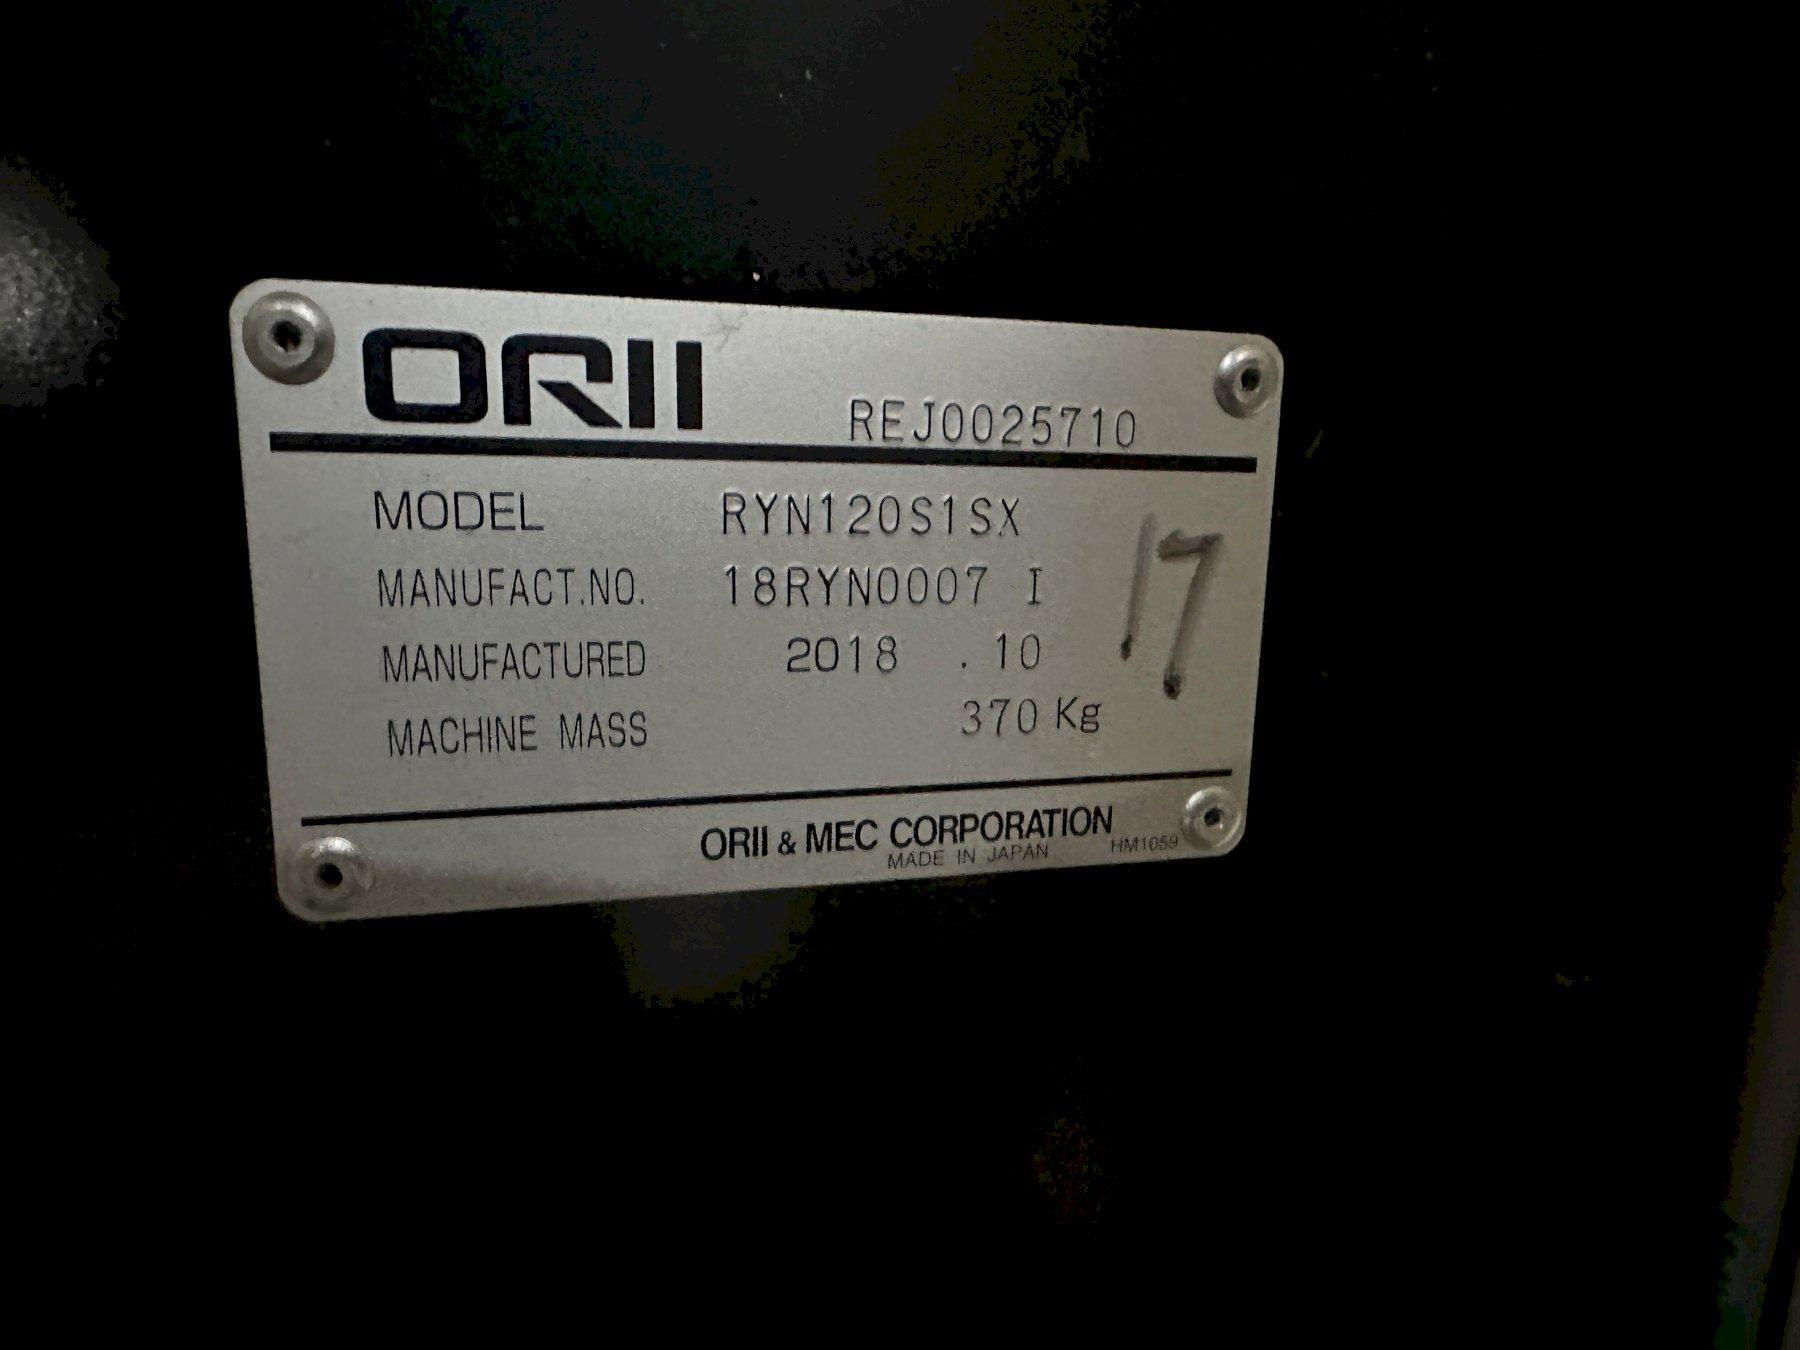 ORII REJ0025710
MODEL RYN120S1SX
MANUFACT.NO. 18RYN0007 I
MANUFACTURED 2018 .10
MACHINE MASS 370 Kg
17
ORII & MEC CORPORATION
MADE IN JAPAN HM1059